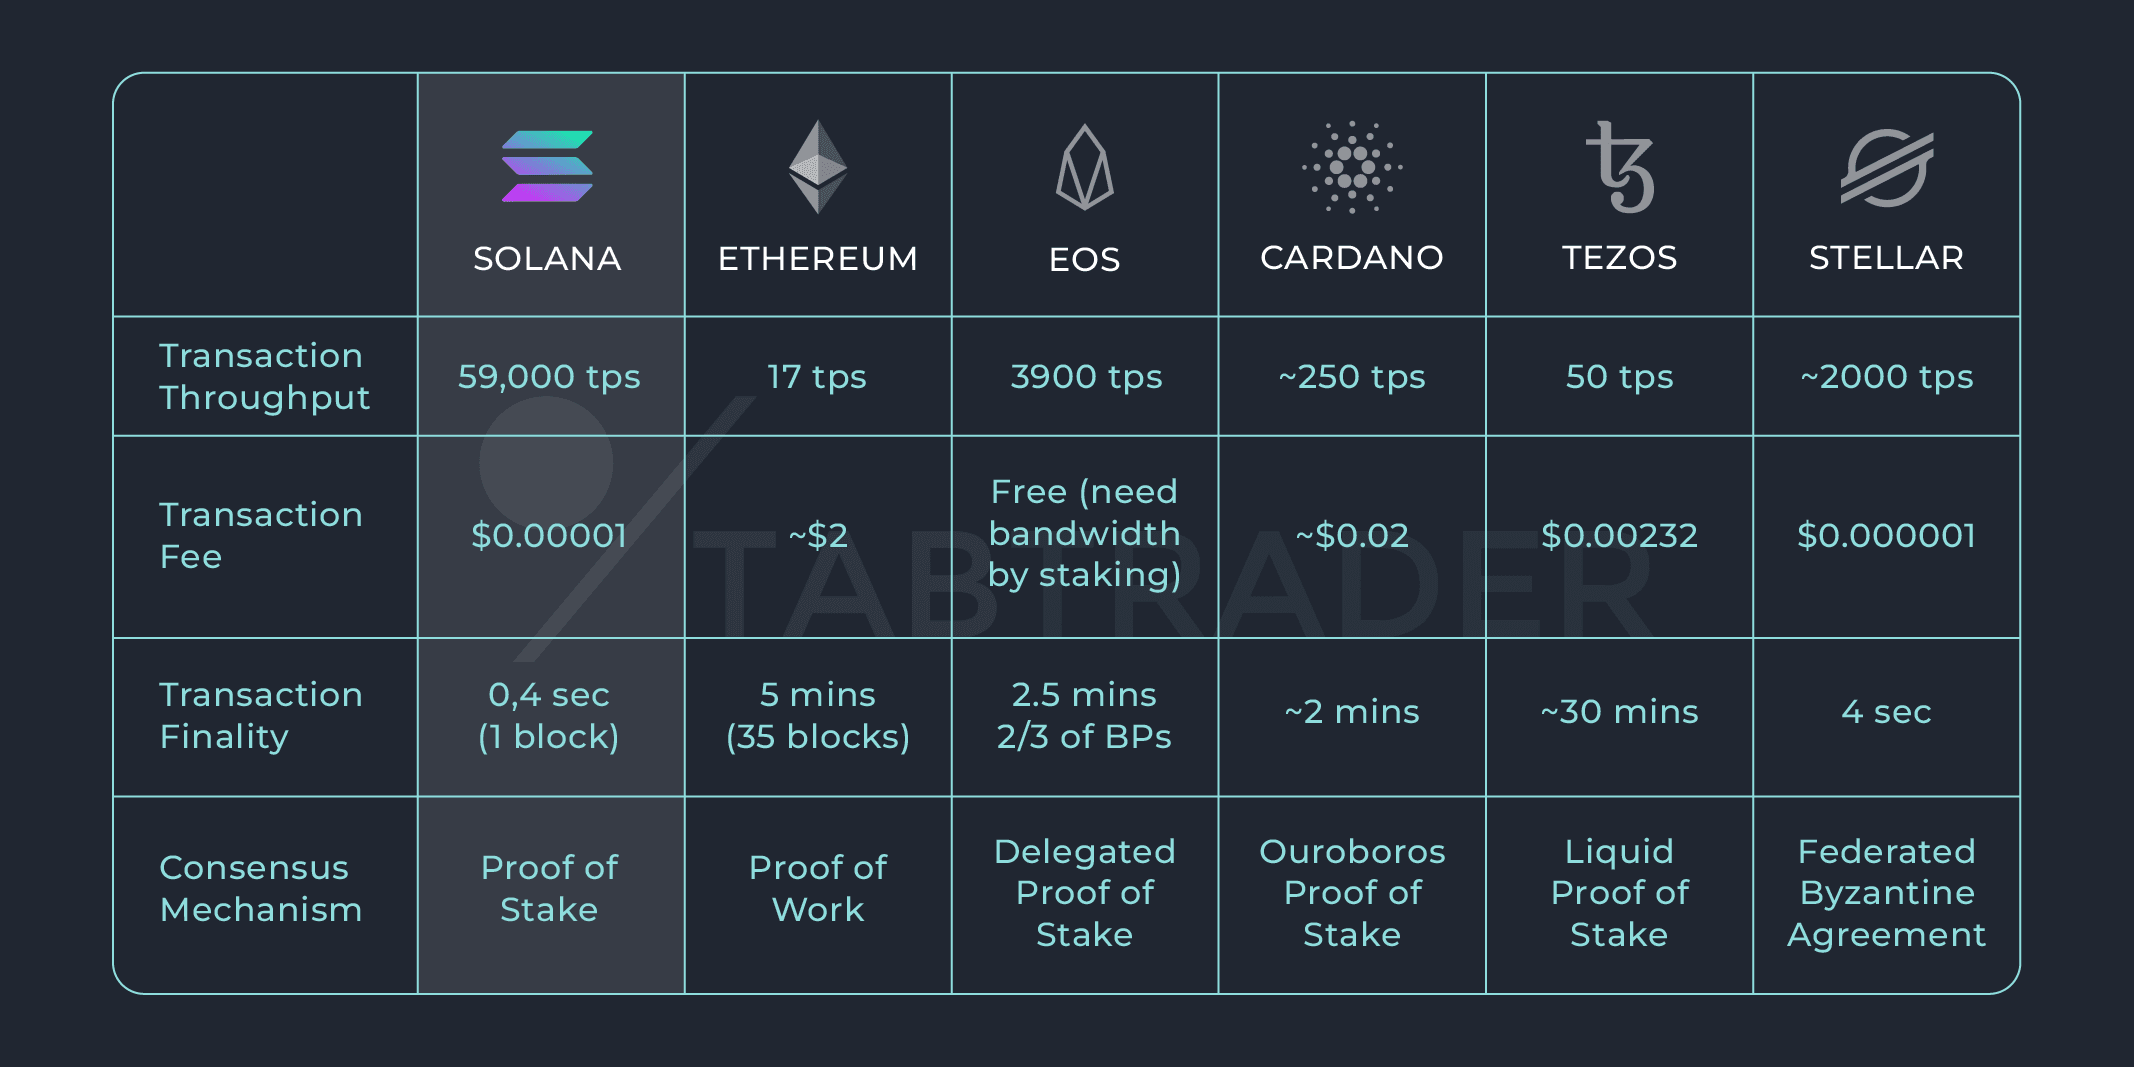 SOLANA
ETHEREUM
EOS
CARDANO
TEZOS
STELLAR
Transaction
Throughput
59,000 tps
17 tps
3900 tps
~250 tps
50 tps
~2000 tps
Transaction
Fee
$0.00001
~$2
Free (need
bandwidth
by staking)
~$0.02
$0.00232
$0.000001
TABTRADER
Transaction
Finality
0,4 sec
(1 block)
5 mins
(35 blocks)
2.5 mins
2/3 of BPs
~2 mins
~30 mins
4 sec
Consensus
Mechanism
Proof of
Stake
Proof of
Work
Delegated
Proof of
Stake
Ouroboros
Proof of
Stake
Liquid
Proof of
Stake
Federated
Byzantine
Agreement